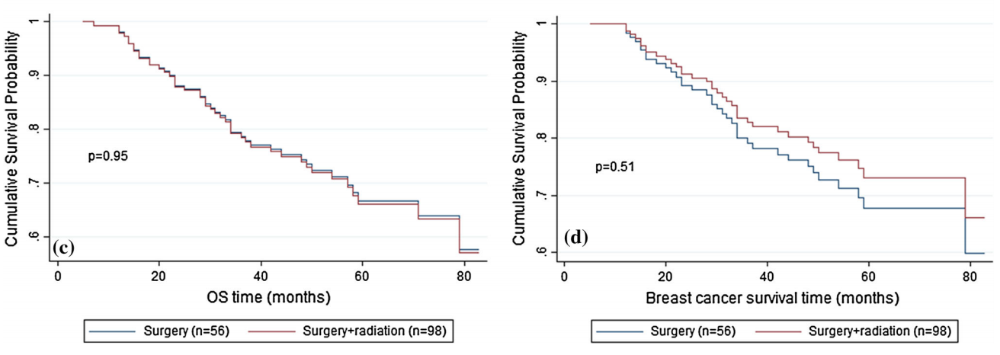 Cumulative Survival Probability
1
.9
.8
.7
.6
p=0.95
(c)
0 20 40 60 80
OS time (months)
Surgery (n=56) Surgery+radiation (n=98)
Cumulative Survival Probability
1
.9
.8
.7
.6
p=0.51
(d)
0 20 40 60 80
Breast cancer survival time (months)
Surgery (n=56) Surgery+radiation (n=98)